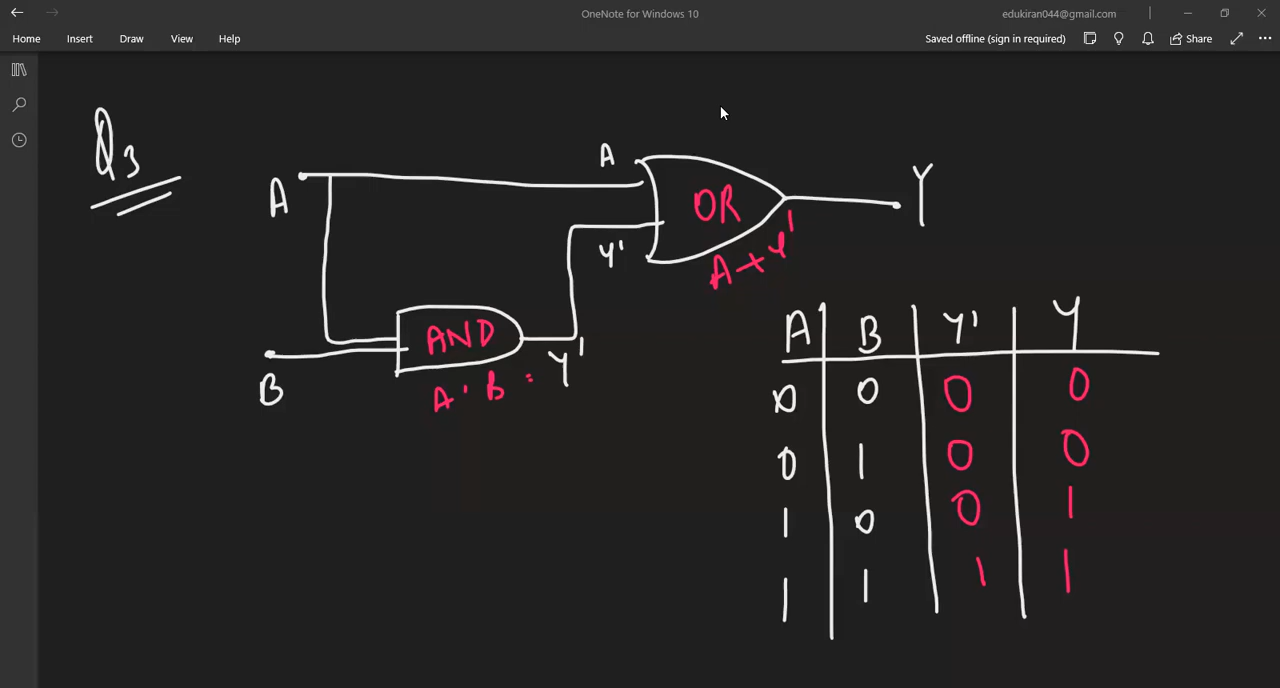 OneNote for Windows 10
edukiran044@gmail.com
Home Insert Draw View Help
Saved offline (sign in required)
Share
Q3
A
A
Y'
OR
A + Y'
Y
AND
B
A . B = Y'
A B Y' Y
0 0 0 0
0 1 0 0
1 0 0 1
1 1 1 1